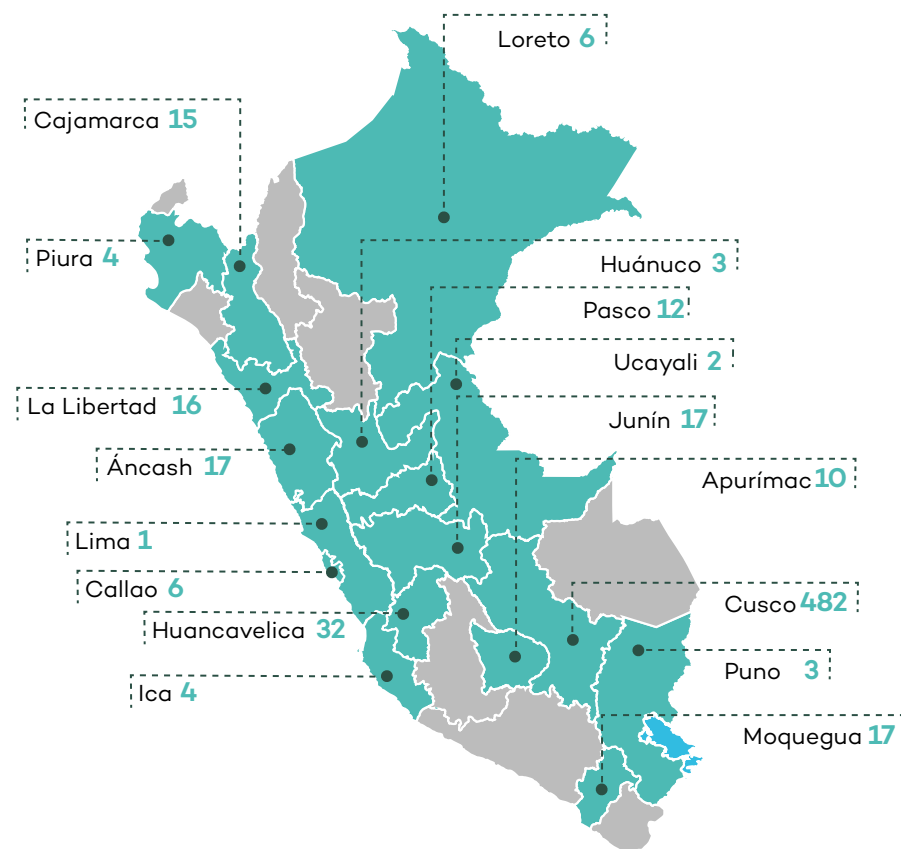 Loreto 6
Cajamarca 15
Piura 4
Huánuco 3
Pasco 12
Ucayali 2
La Libertad 16
Junín 17
Áncash 17
Apurímac 10
Lima 1
Callao 6
Cusco 482
Huancavelica 32
Puno 3
Ica 4
Moquegua 17